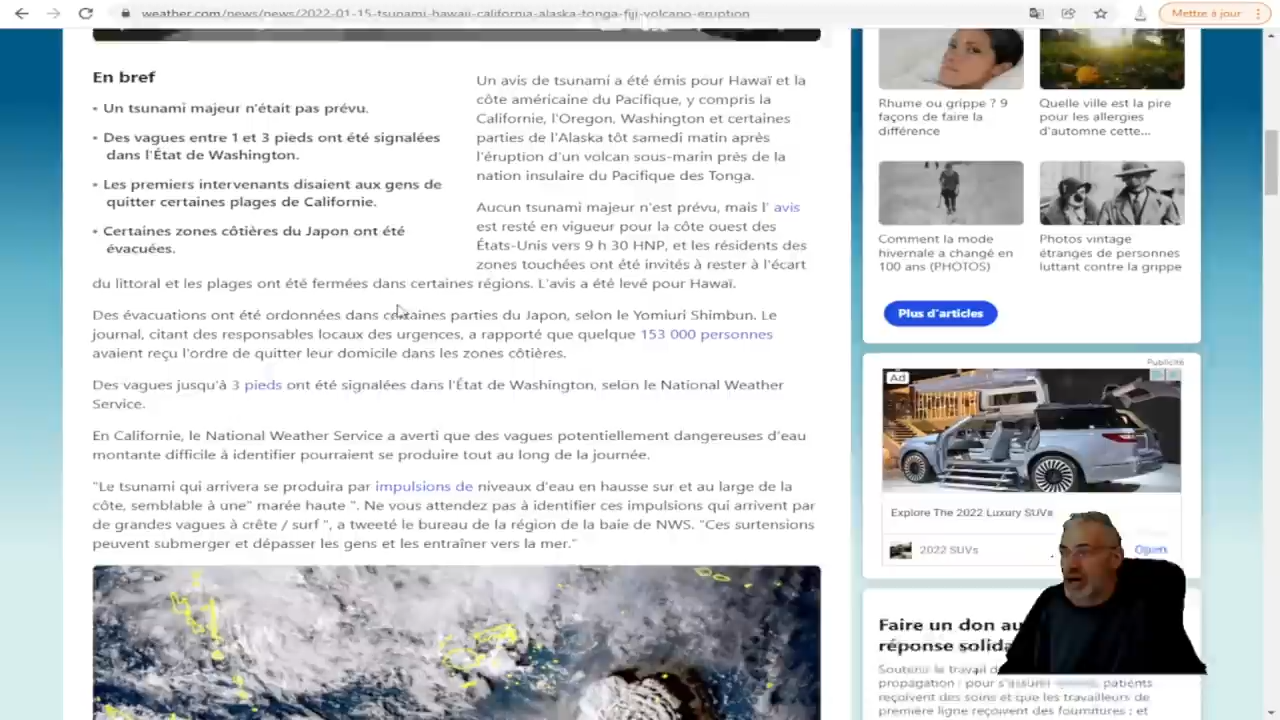 weather.com/news/news/2022-01-15-tsunami-hawaii-california-alaska-tonga-fiji-volcano-eruption
Mettre à jour
En bref
• Un tsunami majeur n'était pas prévu.
• Des vagues entre 1 et 3 pieds ont été signalées
dans l'État de Washington.
• Les premiers intervenants disaient aux gens de
quitter certaines plages de Californie.
• Certaines zones côtières du Japon ont été
évacuées.
Un avis de tsunami a été émis pour Hawaï et la
côte américaine du Pacifique, y compris la
Californie, l'Oregon, Washington et certaines
parties de l'Alaska tôt samedi matin après
l'éruption d'un volcan sous-marin près de la
nation insulaire du Pacifique des Tonga.
Aucun tsunami majeur n'est prévu, mais l' avis
est resté en vigueur pour la côte ouest des
États-Unis vers 9 h 30 HNP, et les résidents des
zones touchées ont été invités à rester à l'écart
du littoral et les plages ont été fermées dans certaines régions. L'avis a été levé pour Hawaï.
Des évacuations ont été ordonnées dans certaines parties du Japon, selon le Yomiuri Shimbun. Le
journal, citant des responsables locaux des urgences, a rapporté que quelque 153 000 personnes
avaient reçu l'ordre de quitter leur domicile dans les zones côtières.
Des vagues jusqu'à 3 pieds ont été signalées dans l'État de Washington, selon le National Weather
Service.
En Californie, le National Weather Service a averti que des vagues potentiellement dangereuses d'eau
montante difficile à identifier pourraient se produire tout au long de la journée.
"Le tsunami qui arrivera se produira par impulsions de niveaux d'eau en hausse sur et au large de la
côte, semblable à une" marée haute ". Ne vous attendez pas à identifier ces impulsions qui arrivent par
de grandes vagues à crête / surf ", a tweeté le bureau de la région de la baie de NWS. "Ces surtensions
peuvent submerger et dépasser les gens et les entraîner vers la mer."
Rhume ou grippe ? 9
façons de faire la
différence
Quelle ville est la pire
pour les allergies
d'automne cette...
Comment la mode
hivernale a changé en
100 ans (PHOTOS)
Photos vintage
étranges de personnes
luttant contre la grippe
Plus d'articles
Publicité
Ad
Explore The 2022 Luxury SUVs
2022 SUVs
Faire un don au
réponse solida
Soutenir le travail d
propagation : pour s'assurer patients
reçoivent des soins et que les travailleurs de
première ligne reçoivent des fournitures ; et